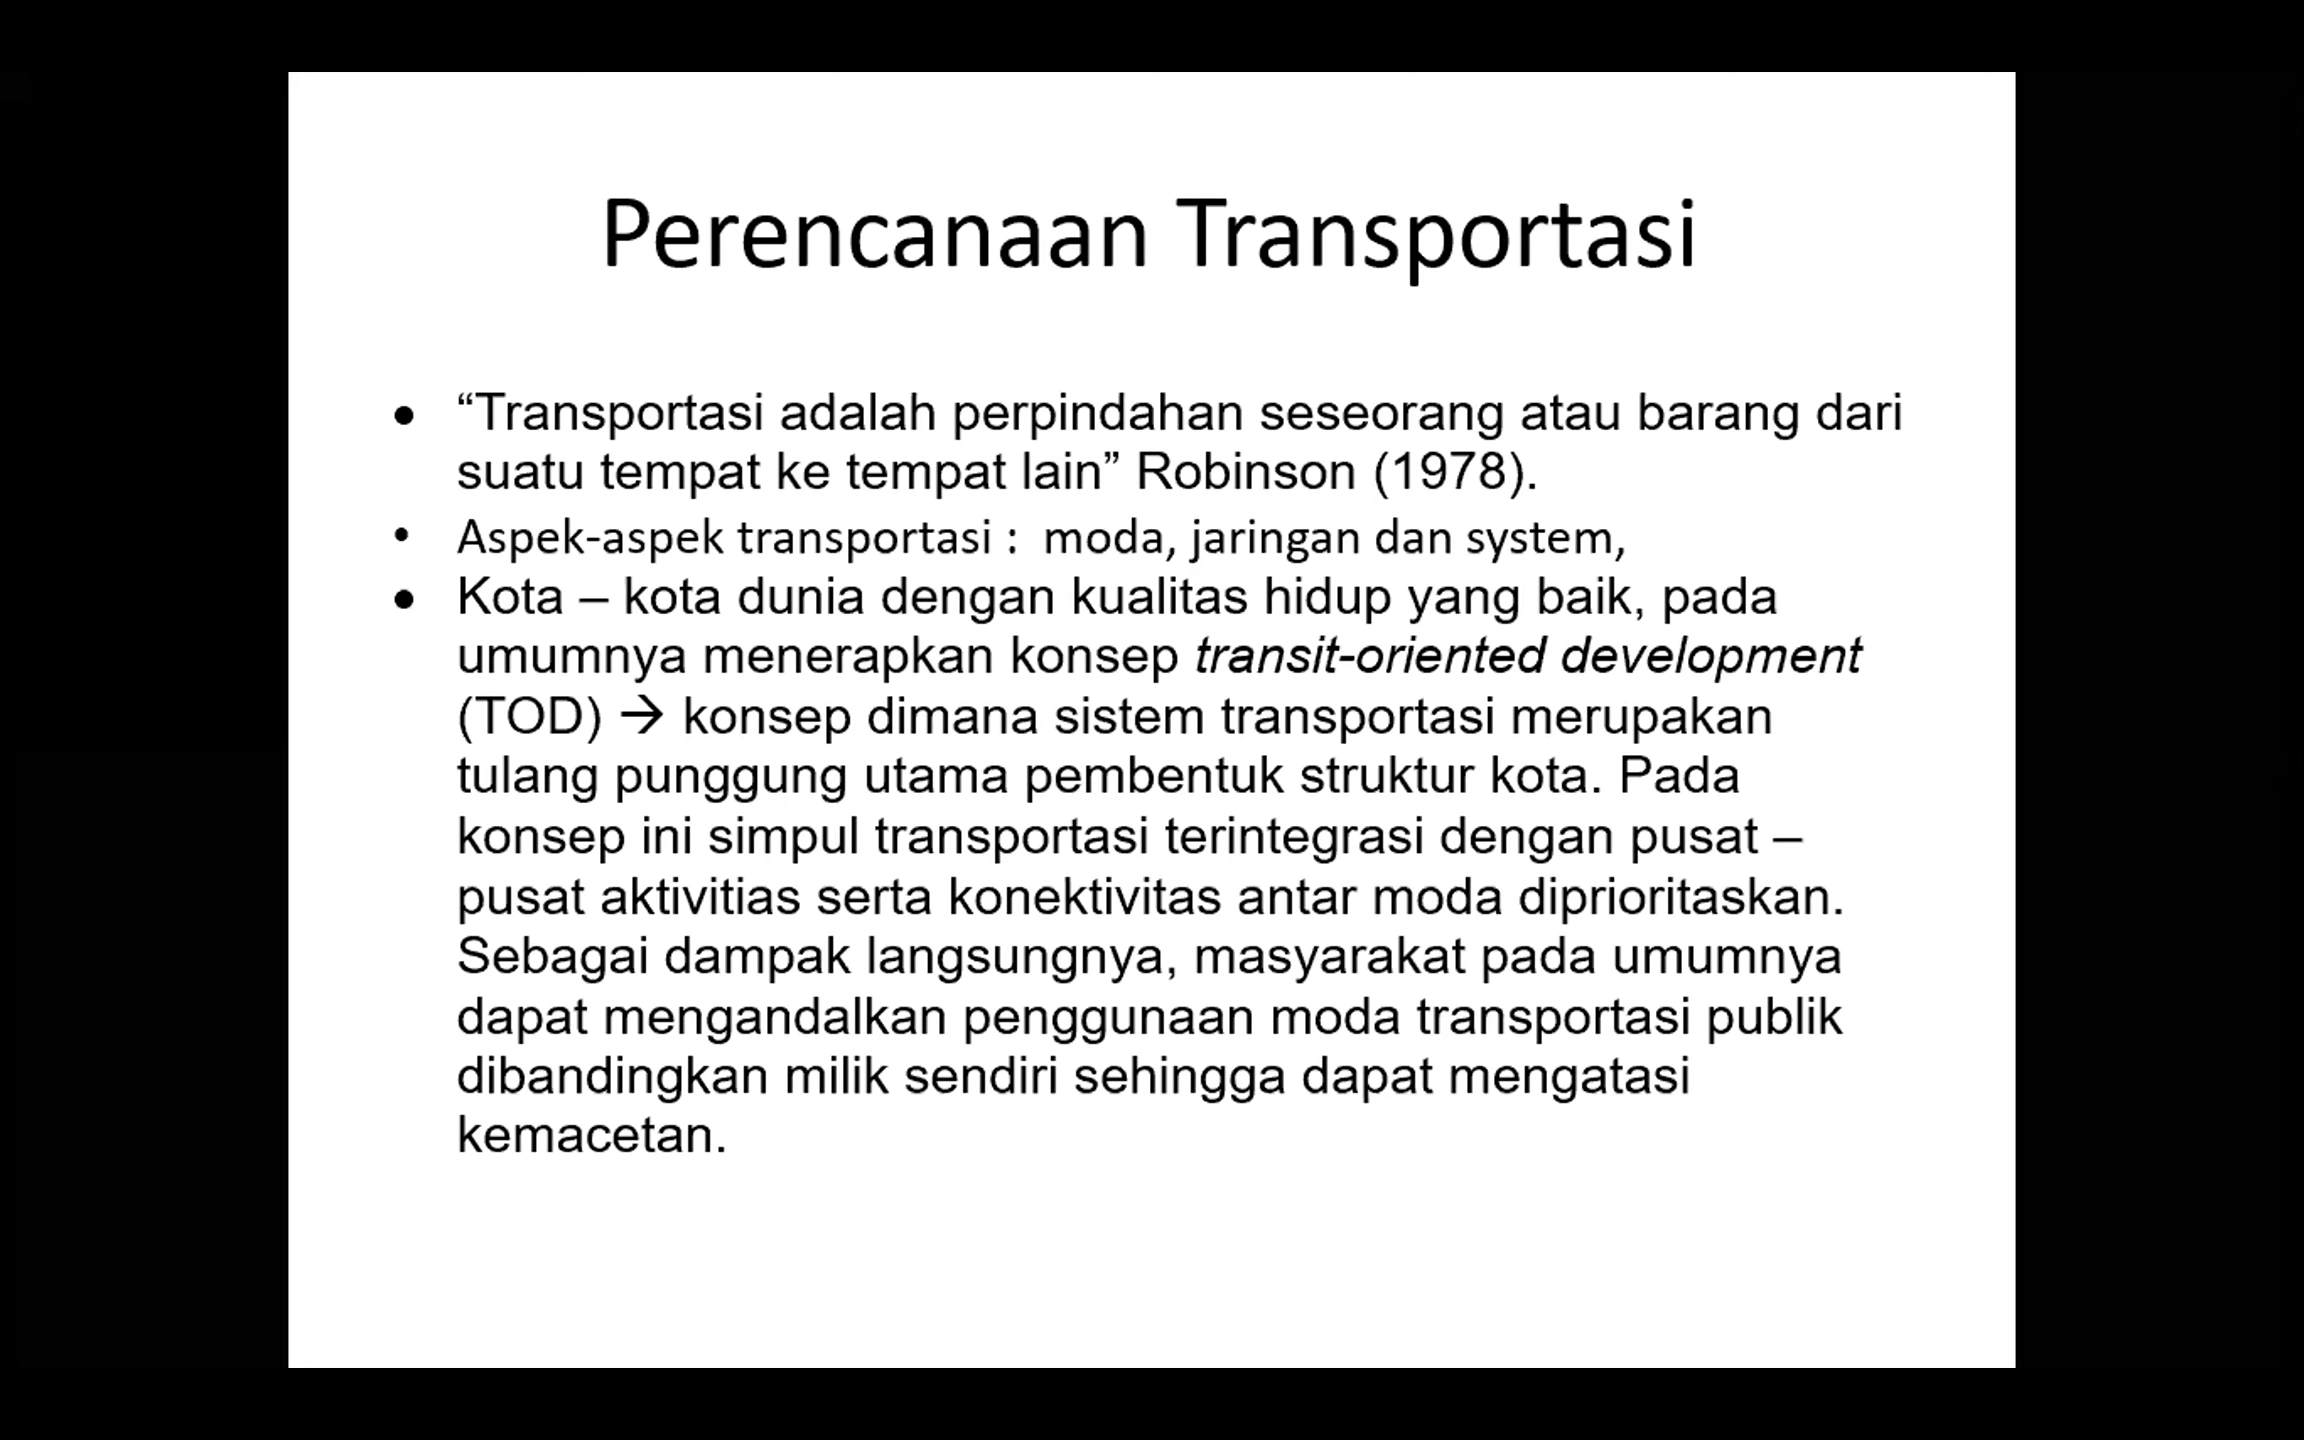 Perencanaan Transportasi
• “Transportasi adalah perpindahan seseorang atau barang dari
suatu tempat ke tempat lain” Robinson (1978).
• Aspek-aspek transportasi :  moda, jaringan dan system,
• Kota – kota dunia dengan kualitas hidup yang baik, pada
umumnya menerapkan konsep transit-oriented development
(TOD) → konsep dimana sistem transportasi merupakan
tulang punggung utama pembentuk struktur kota. Pada
konsep ini simpul transportasi terintegrasi dengan pusat –
pusat aktivitias serta konektivitas antar moda diprioritaskan.
Sebagai dampak langsungnya, masyarakat pada umumnya
dapat mengandalkan penggunaan moda transportasi publik
dibandingkan milik sendiri sehingga dapat mengatasi
kemacetan.